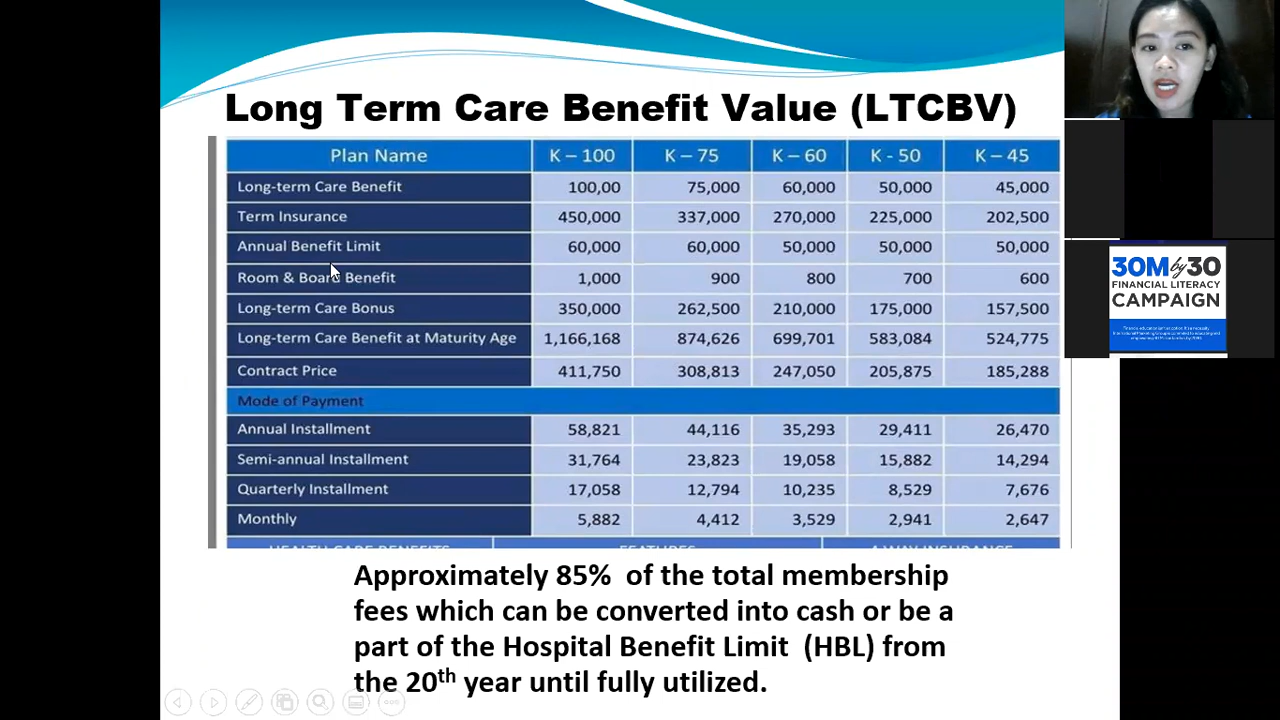 Long Term Care Benefit Value (LTCBV)
Plan Name K – 100 K – 75 K – 60 K - 50 K – 45
Long-term Care Benefit 100,00 75,000 60,000 50,000 45,000
Term Insurance 450,000 337,000 270,000 225,000 202,500
Annual Benefit Limit 60,000 60,000 50,000 50,000 50,000
Room & Board Benefit 1,000 900 800 700 600
Long-term Care Bonus 350,000 262,500 210,000 175,000 157,500
Long-term Care Benefit at Maturity Age 1,166,168 874,626 699,701 583,084 524,775
Contract Price 411,750 308,813 247,050 205,875 185,288
Mode of Payment
Annual Installment 58,821 44,116 35,293 29,411 26,470
Semi-annual Installment 31,764 23,823 19,058 15,882 14,294
Quarterly Installment 17,058 12,794 10,235 8,529 7,676
Monthly 5,882 4,412 3,529 2,941 2,647
HEALTH CARE BENEFITS FEATURES 4 WAY INSURANCE
Approximately 85% of the total membership
fees which can be converted into cash or be a
part of the Hospital Benefit Limit (HBL) from
the 20th year until fully utilized.
30M by 30
FINANCIAL LITERACY
CAMPAIGN